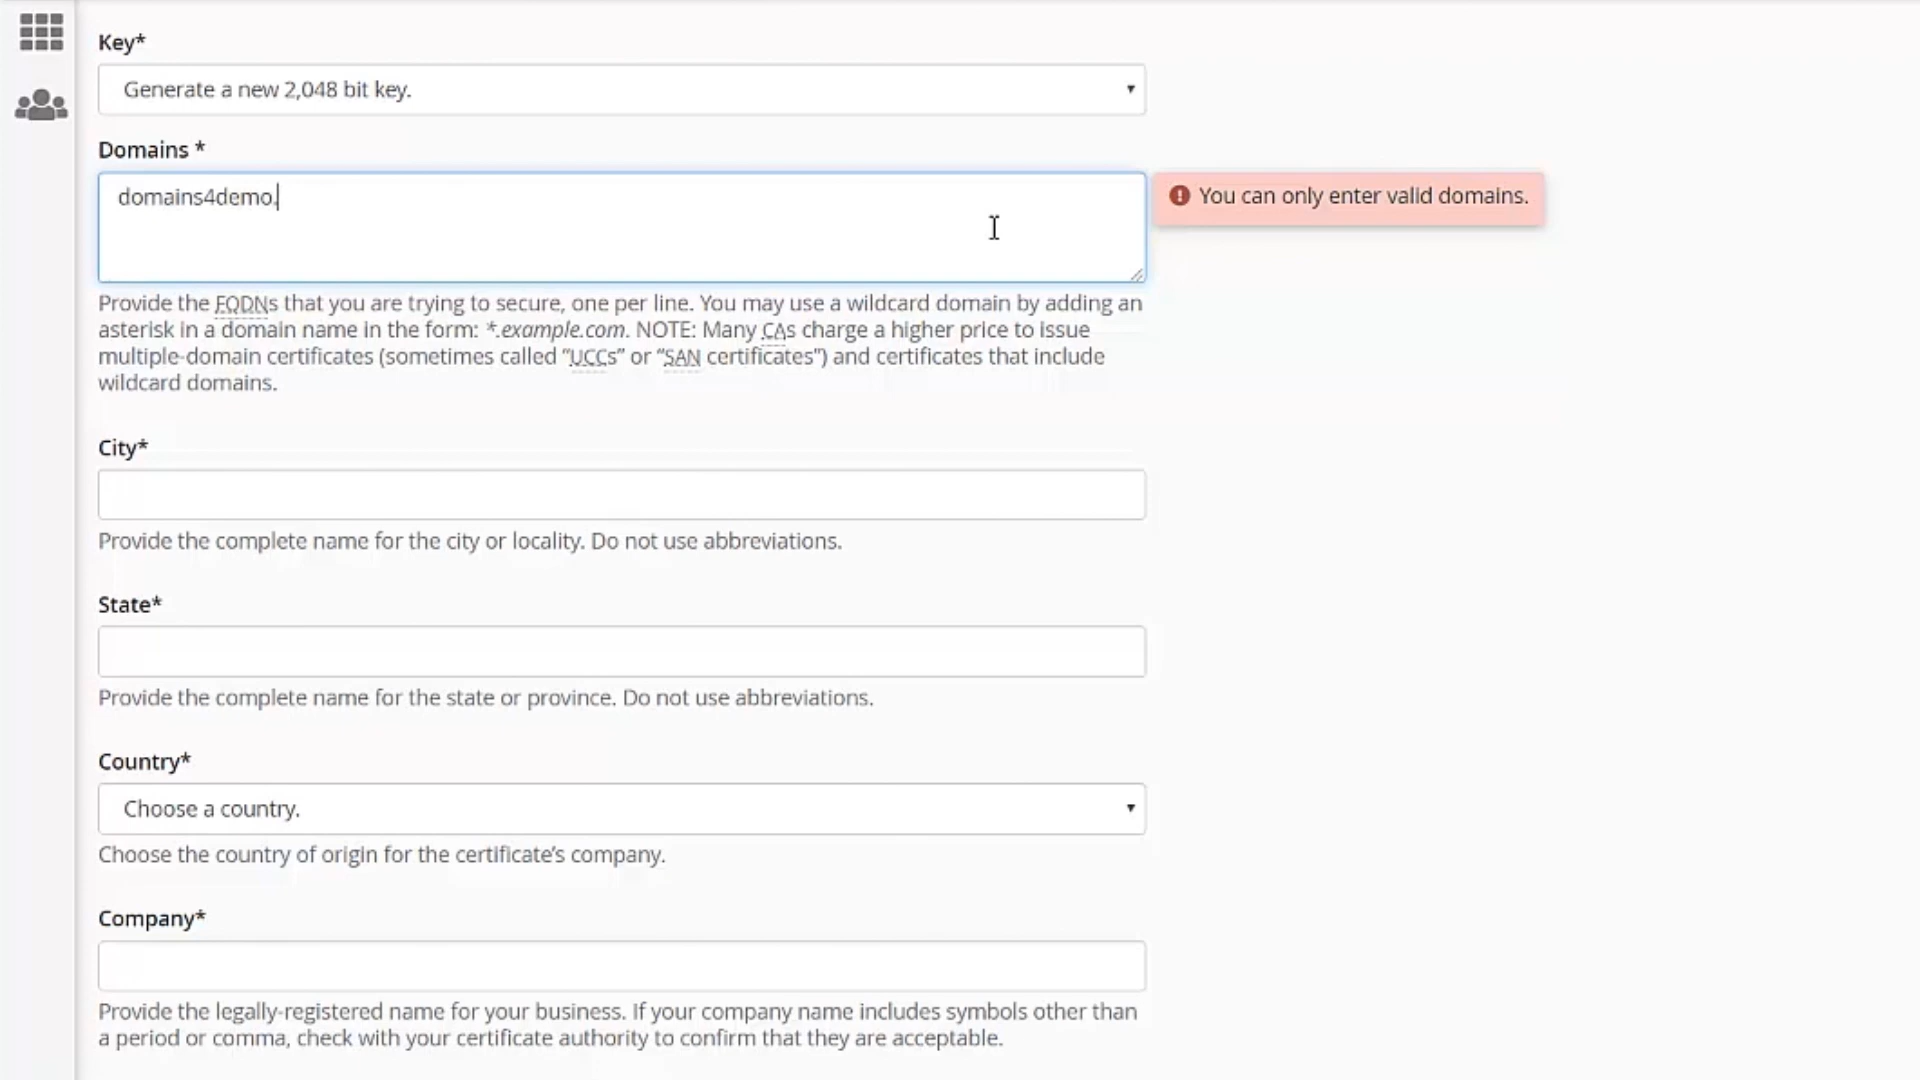 Key*
Generate a new 2,048 bit key.
Domains *
domains4demo.
You can only enter valid domains.
Provide the FQDNs that you are trying to secure, one per line. You may use a wildcard domain by adding an
asterisk in a domain name in the form: *.example.com. NOTE: Many CAs charge a higher price to issue
multiple-domain certificates (sometimes called “UCCs” or “SAN certificates”) and certificates that include
wildcard domains.
City*
Provide the complete name for the city or locality. Do not use abbreviations.
State*
Provide the complete name for the state or province. Do not use abbreviations.
Country*
Choose a country.
Choose the country of origin for the certificate’s company.
Company*
Provide the legally-registered name for your business. If your company name includes symbols other than
a period or comma, check with your certificate authority to confirm that they are acceptable.